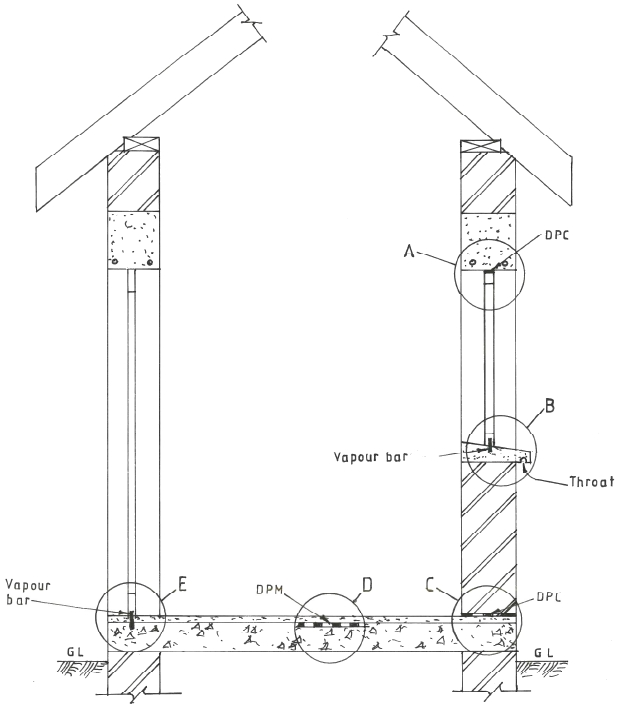 DPC
A
B
Vapour bar
Throat
E
D
C
Vapour
bar
DPM
DPC
GL
GL